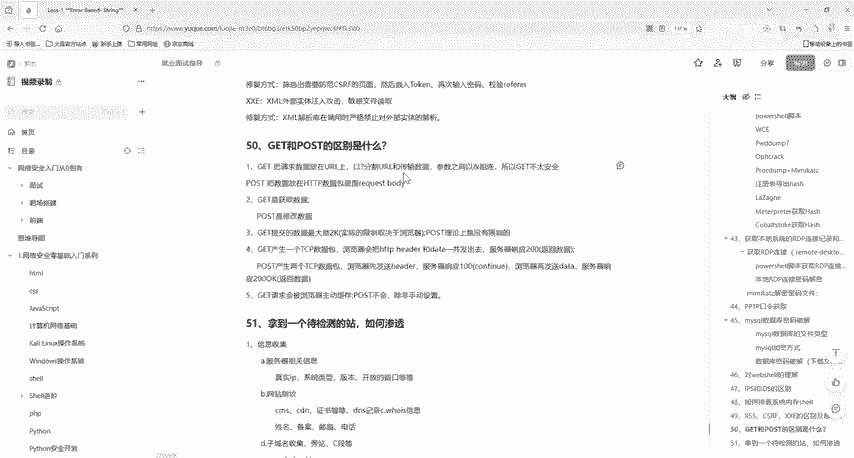 Less-1 **Error Based- String**
导入书签...
火狐官方站点
新手上路
常用网址
京东商城
移动设备上的书签
就业面试指导
分享
视频录制
搜索
首页
目录
网络安全入门从0到有
面试
靶场搭建
前端
思维导图
1.网络安全零基础入门系列
html
css
JavaScript
计算机网络基础
Kali Linux操作系统
Windows操作系统
shell
Shell进阶
php
Python
Python安全开发
修复方式：筛选出需要防范CSRF的页面，然后嵌入Token、再次输入密码、检验referer
XXE：XML外部实体注入攻击，敏感文件读取
修复方式：XML解析库在调用时严格禁止对外部实体的解析。
50、GET和POST的区别是什么？
1、GET 把请求数据放在URL上，以?分割URL和传输数据，参数之间以&相连，所以GET不太安全
POST 把数据放在HTTP数据包里面request body
2、GET是获取数据;
POST是修改数据
3、GET提交的数据最大是2K(实际的限制取决于浏览器);POST理论上是没有限制的
4、GET产生一个TCP数据包，浏览器会把http header 和data一并发出去，服务器响应200(返回数据);
POST产生两个TCP数据包，浏览器先发送header，服务器响应100(continue)，浏览器再发送data，服务器响
应200OK(返回数据)
5、GET请求会被浏览器主动缓存;POST不会，除非手动设置。
51、拿到一个待检测的站，如何渗透
1、信息收集
a.服务器相关信息
真实ip，系统类型，版本，开放的端口等等
b.网站指纹
cms、cdn、证书等等，dns记录c.whois信息
姓名、备案、邮箱、电话
d.子域名收集、旁站、C段等
大纲
powershell脚本
WCE
Pwddump7
Ophcrack
Procdump+Mimikatz
注册表导出hash
LaZagne
Meterpreter获取Hash
Cobaltstrike获取Hash
43、获取本地系统的RDP连接记录和...
获取RDP连接（ remote desktop...
powershell脚本获取RDP连接...
本地RDP连接密码解密
mimikatz解密密码文件：
44、PPTP口令获取
45、mysql数据库密码破解
mysql数据库的文件类型
mysql加密方式
数据库密码破解（下载文...
46、对webshell的理解
47、IPS和IDS的区别
48、如何排查系统内存shell
49、XSS、CSRF、XXE的区别及修...
50、GET和POST的区别是什么？
51、拿到一个待检测的站，如何渗透